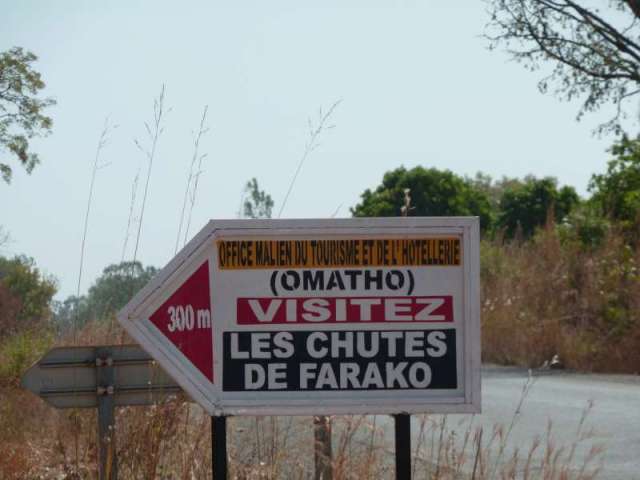 OFFICE MALIEN DU TOURISME ET DE L'HOTELLERIE
(OMATHO)
300 m
VISITEZ
LES CHUTES
DE FARAKO